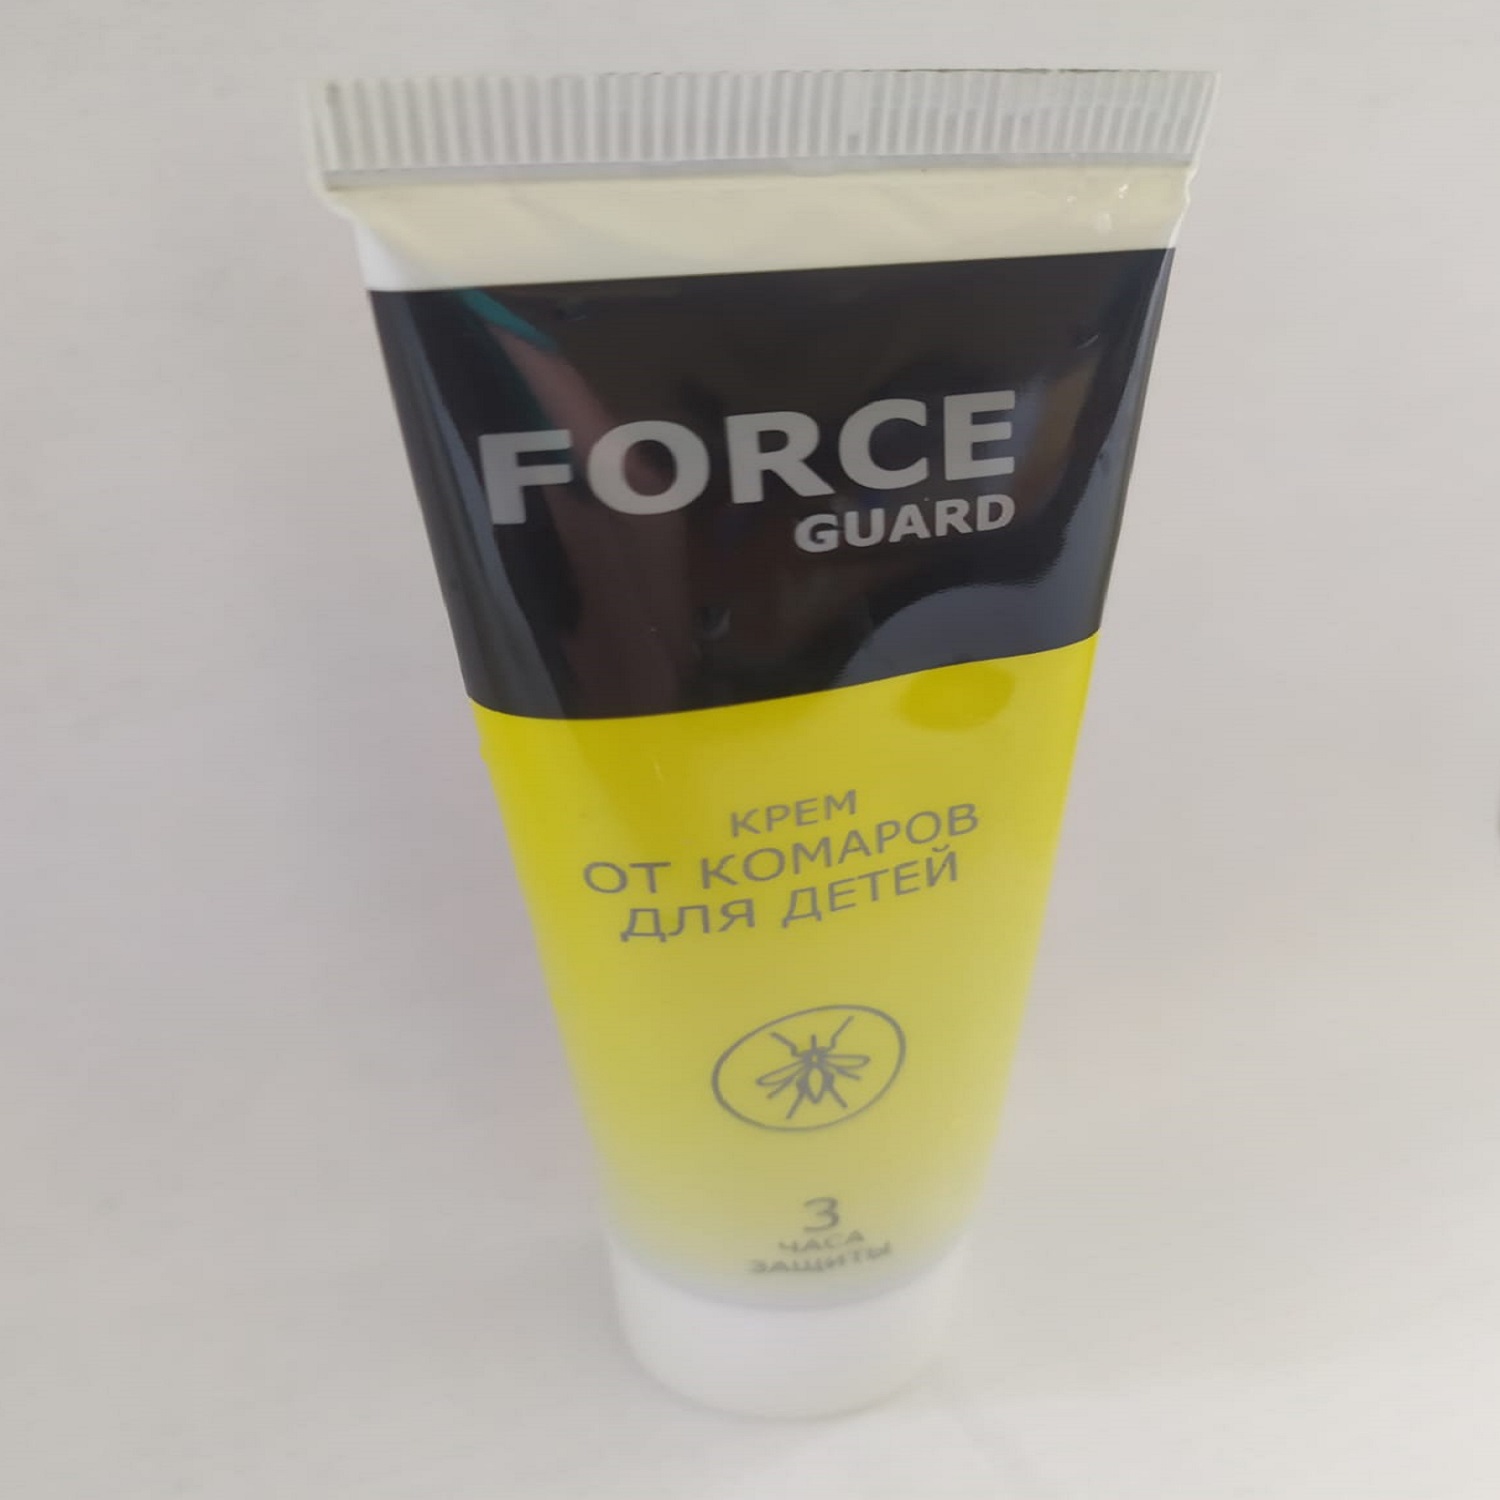 FORCE
GUARD
КРЕМ
ОТ КОМАРОВ
ДЛЯ ДЕТЕЙ
3
ЧАСА
ЗАЩИТЫ